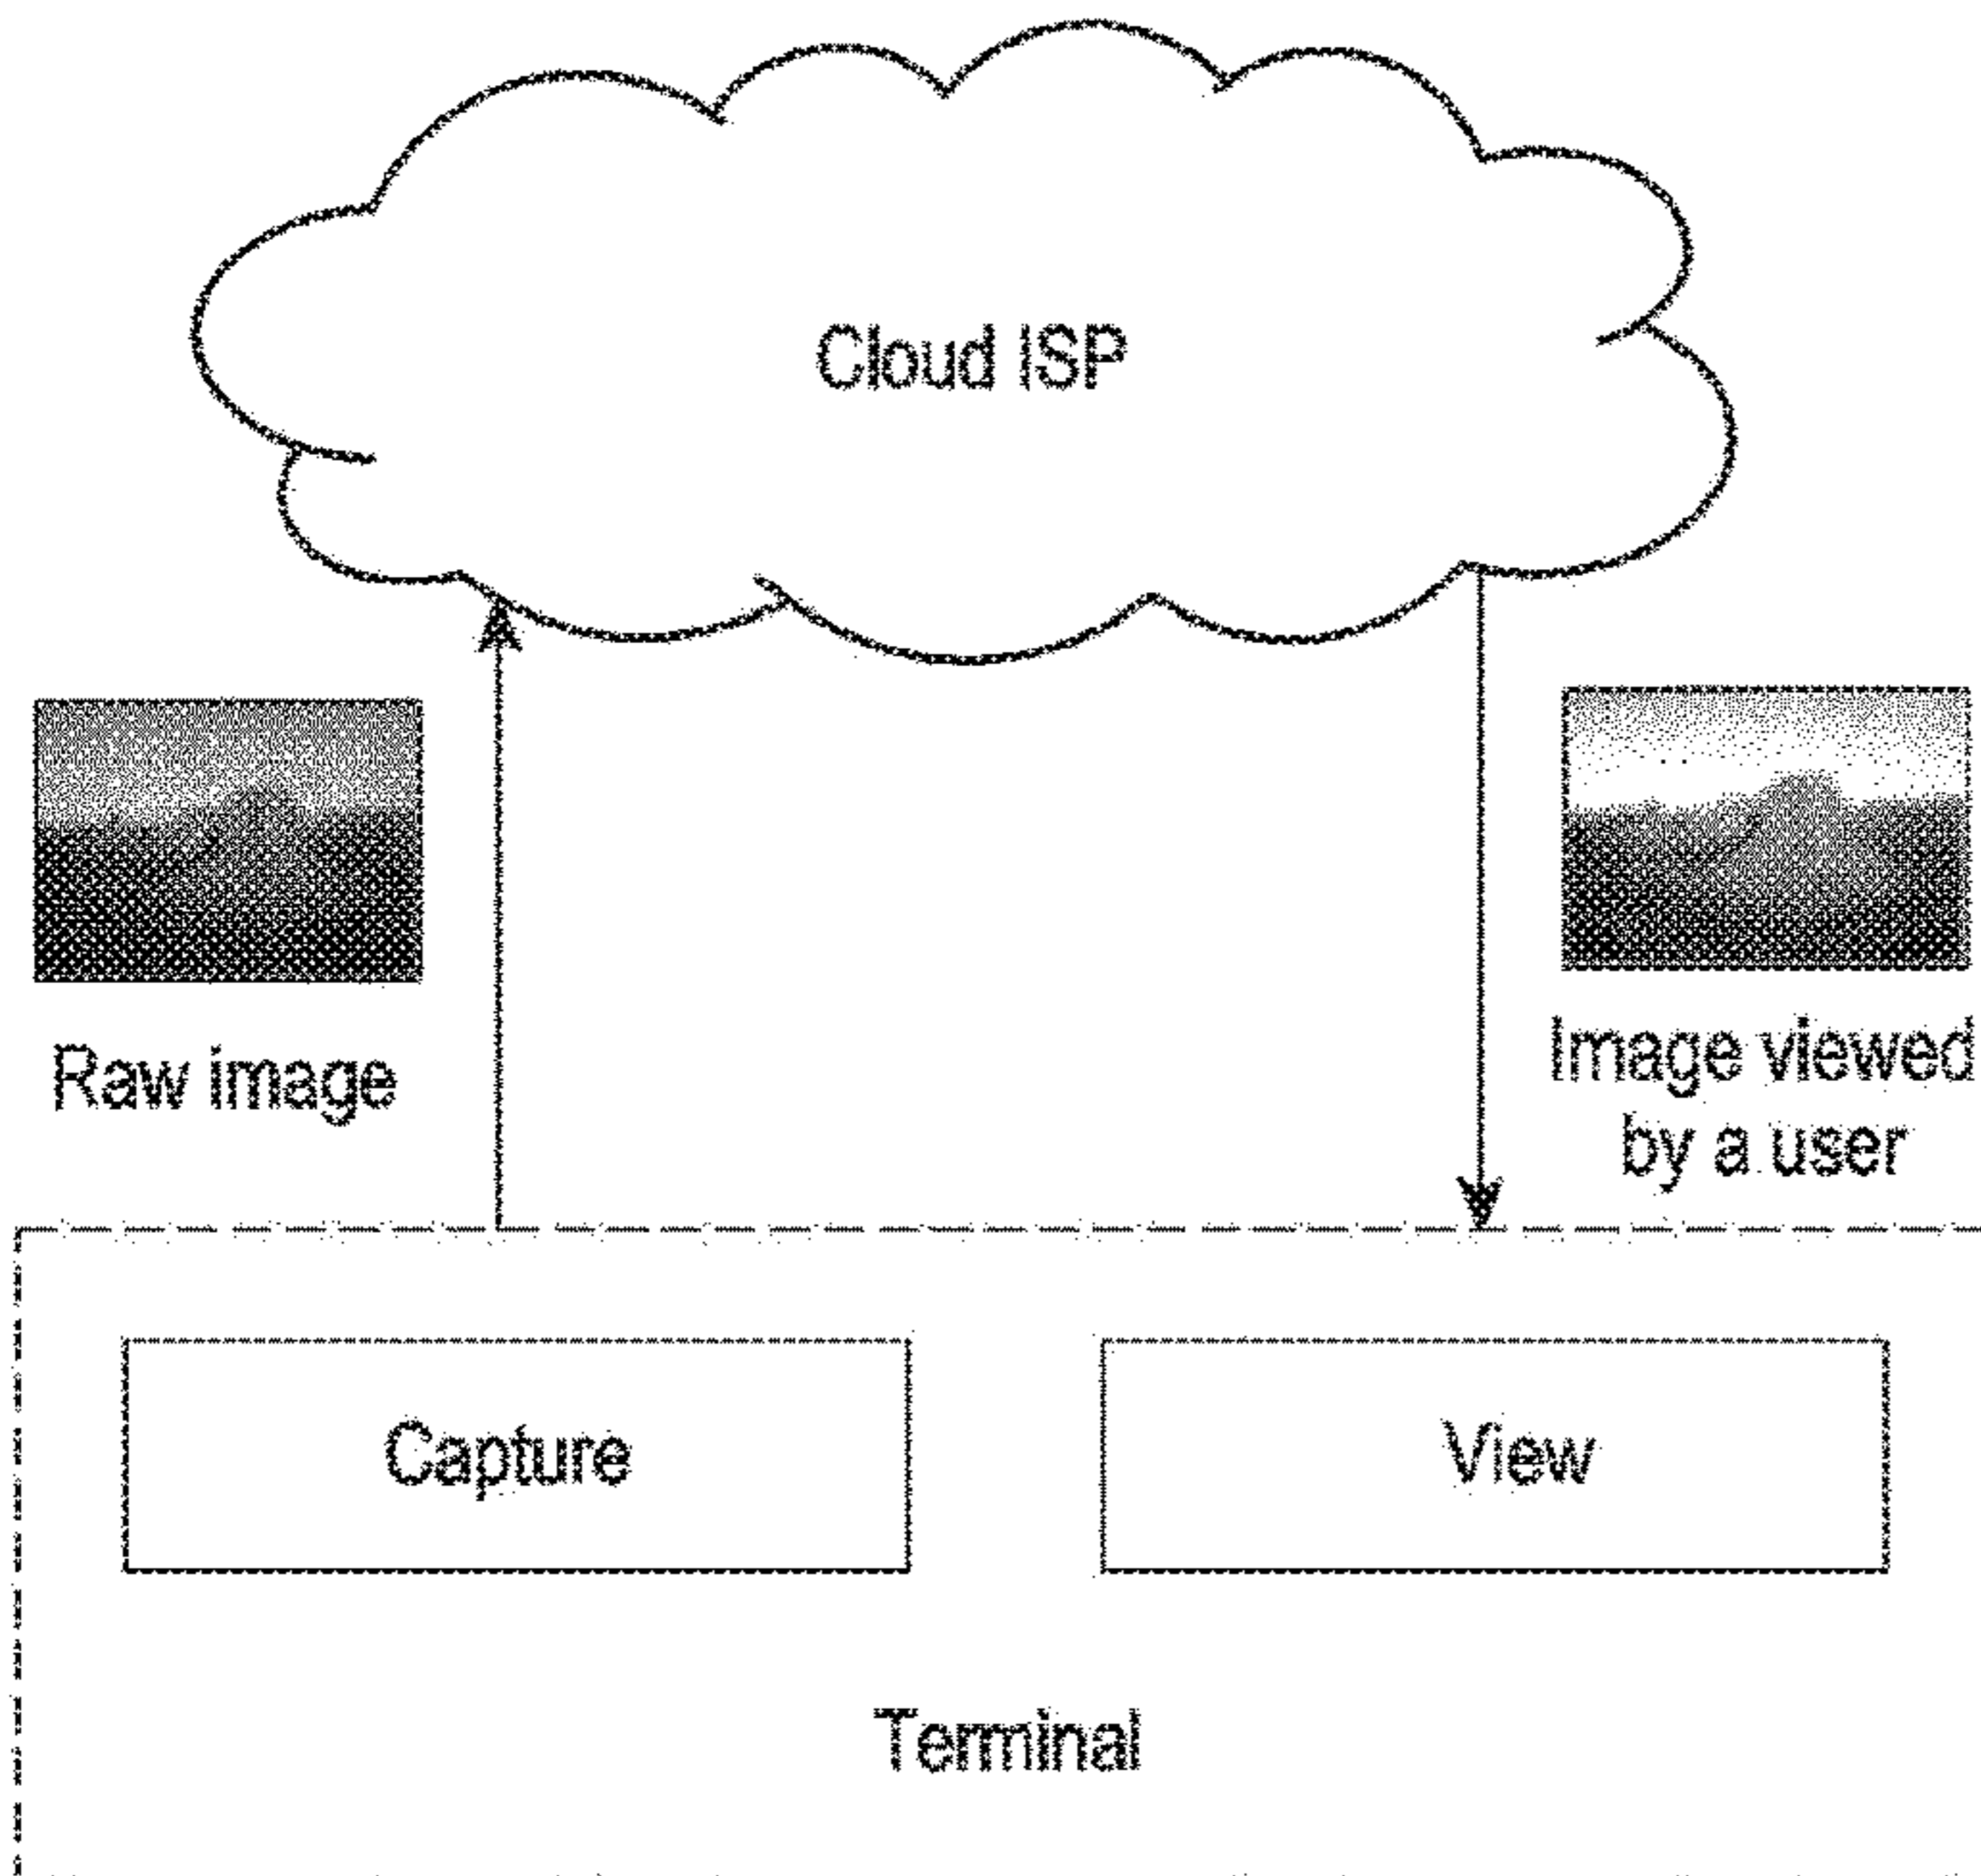 Cloud ISP
Raw image
Image viewed
by a user
Capture
View
Terminal